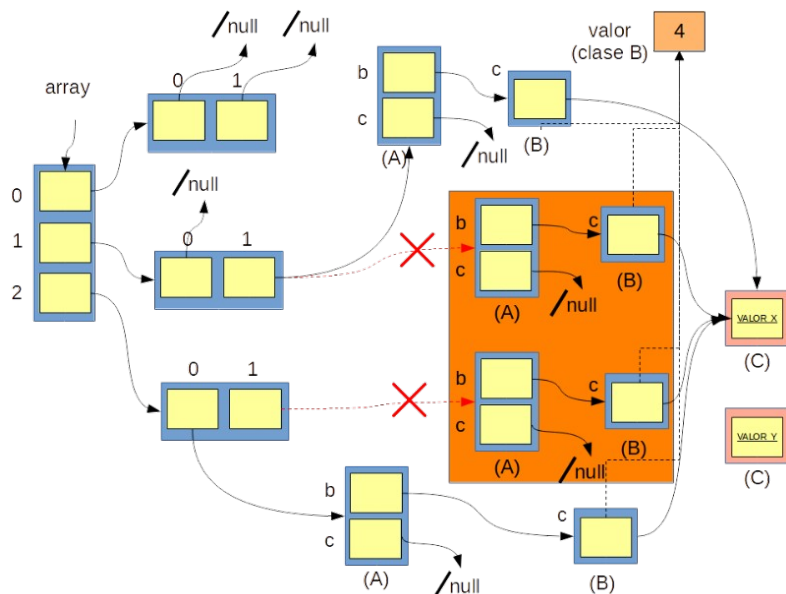 /null
/null
valor
(clase B)
4
array
0
1
b
c
c
(A)
/null
(B)
0
1
2
/null
0
1
b
c
c
(A)
/null
(B)
VALOR X
(C)
0
1
b
c
c
(A)
/null
(B)
VALOR Y
(C)
b
c
c
(A)
/null
(B)